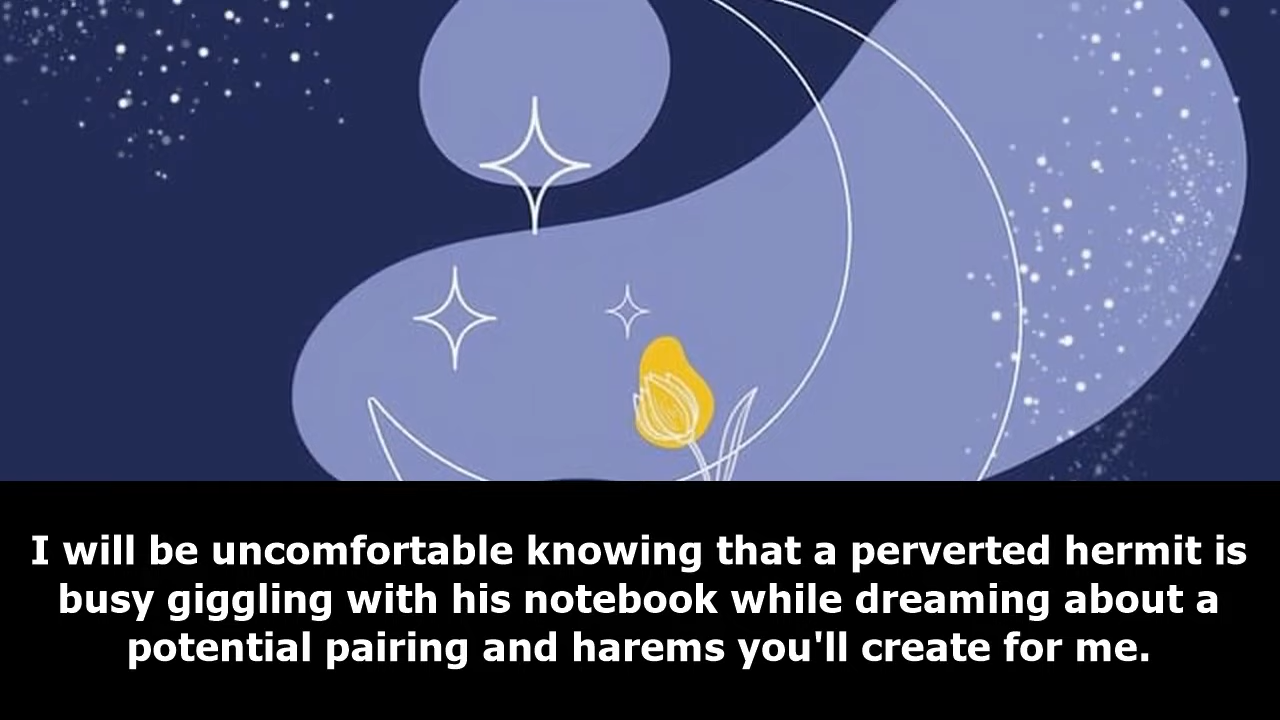 I will be uncomfortable knowing that a perverted hermit is
busy giggling with his notebook while dreaming about a
potential pairing and harems you'll create for me.